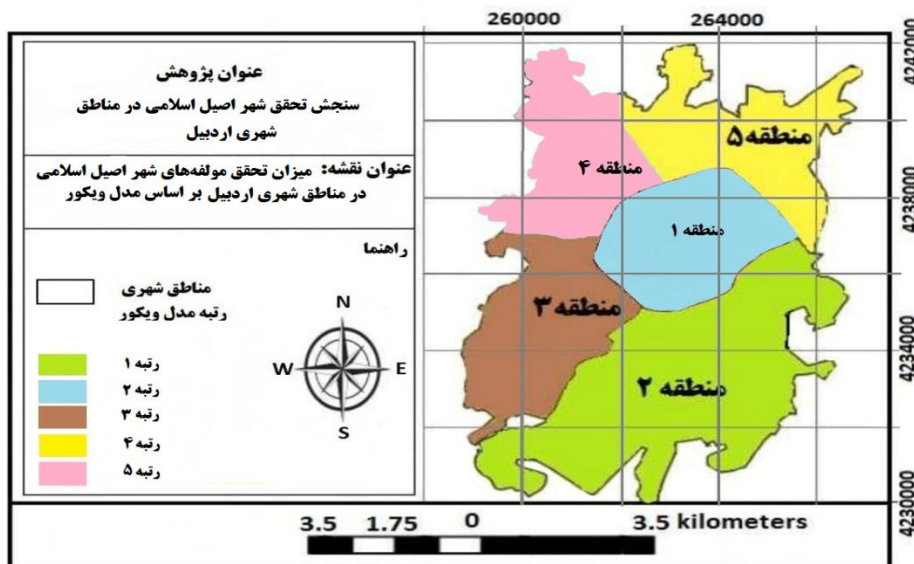 عنوان پژوهش
سنجش تحقق شهر اصیل اسلامی در مناطق
شهری اردبیل
عنوان نقشه: میزان تحقق مولفه‌های شهر اصیل اسلامی
در مناطق شهری اردبیل بر اساس مدل ویکور
راهنما
مناطق شهری
رتبه مدل ویکور
رتبه ۱
رتبه ۲
رتبه ۳
رتبه ۴
رتبه ۵
N
W E
S
260000 264000
4242000
4238000
4234000
4230000
منطقه ۵
منطقه ۴
منطقه ۱
منطقه ۳
منطقه ۲
3.5 1.75 0 3.5 kilometers